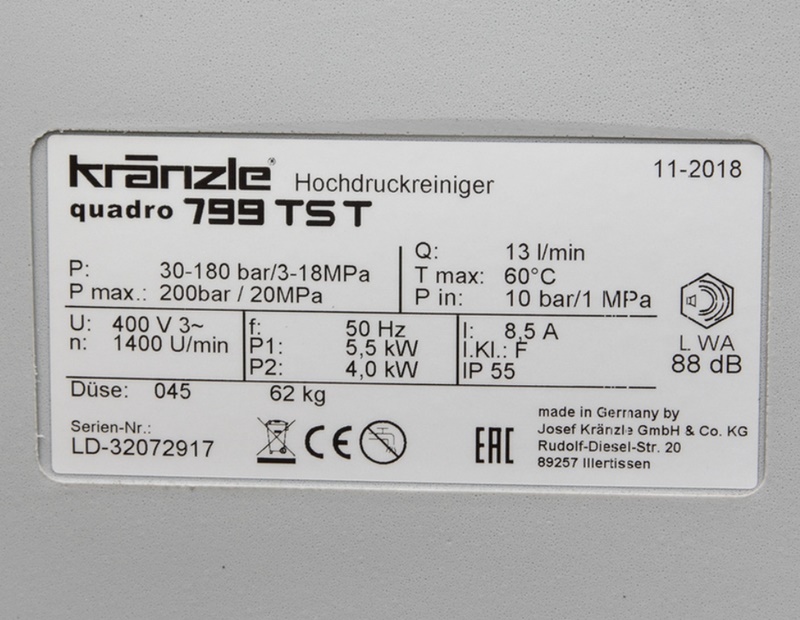 kränzle® Hochdruckreiniger 11-2018
quadro 799 TS T
P: 30-180 bar/3-18MPa
P max.: 200bar / 20MPa
Q: 13 l/min
T max: 60°C
P in: 10 bar/1 MPa
U: 400 V 3~
n: 1400 U/min
f: 50 Hz
P1: 5,5 kW
P2: 4,0 kW
I: 8,5 A
I.Kl.: F
IP 55
L WA
88 dB
Düse: 045 62 kg
Serien-Nr.:
LD-32072917
CE
EAC
made in Germany by
Josef Kränzle GmbH & Co. KG
Rudolf-Diesel-Str. 20
89257 Illertissen